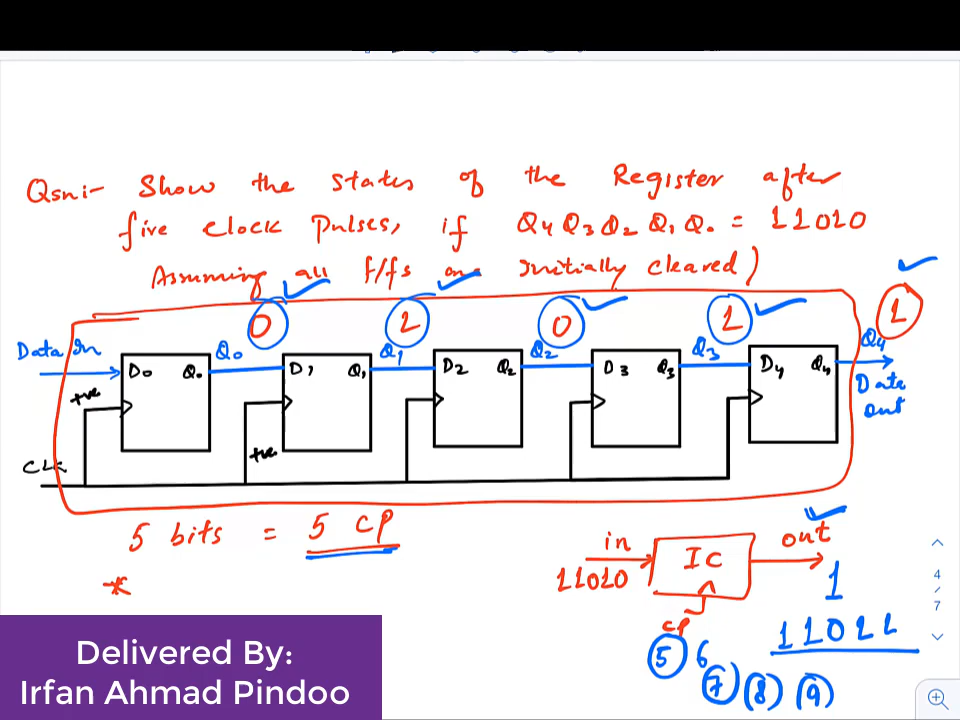 Qsn:- Show the states of the Register after
five clock Pulses, if Q4 Q3 Q2 Q1 Q0 = 11010
Assuming all f/fs are initially cleared)
0 1 0 1 1
Data In Q0 Q1 Q2 Q3 Q4
D0 Q0 D1 Q1 D2 Q2 D3 Q3 D4 Q4
Data
out
+ve
+ve
CLK
5 bits = 5 CP
*
in IC out
11010
1
CP
11011
5 6
7 8 9
4
/
7
Delivered By:
Irfan Ahmad Pindoo